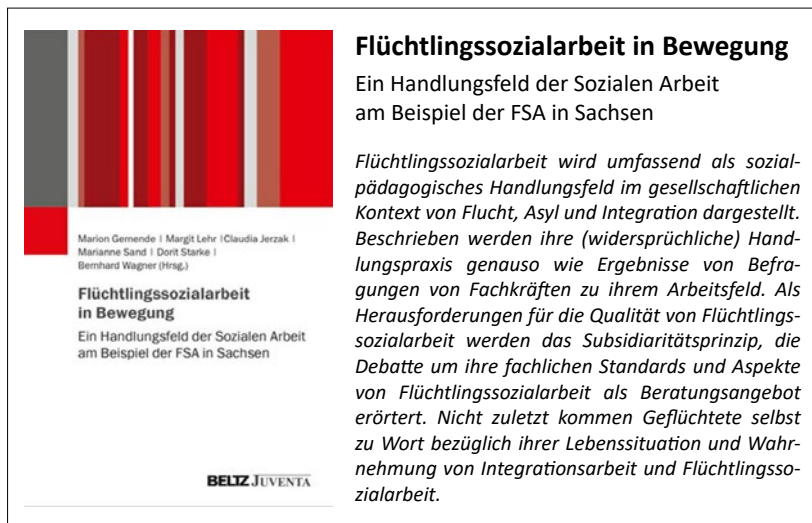 Marion Gemende I Margit Lehr I Claudia Jerzak I
Marianne Sand I Dorit Starke I
Bernhard Wagner (Hrsg.)
Flüchtlingssozialarbeit
in Bewegung
Ein Handlungsfeld der Sozialen Arbeit
am Beispiel der FSA in Sachsen
BELTZ JUVENTA
Flüchtlingssozialarbeit in Bewegung
Ein Handlungsfeld der Sozialen Arbeit
am Beispiel der FSA in Sachsen
Flüchtlingssozialarbeit wird umfassend als sozial-
pädagogisches Handlungsfeld im gesellschaftlichen
Kontext von Flucht, Asyl und Integration dargestellt.
Beschrieben werden ihre (widersprüchliche) Hand-
lungspraxis genauso wie Ergebnisse von Befra-
gungen von Fachkräften zu ihrem Arbeitsfeld. Als
Herausforderungen für die Qualität von Flüchtlings-
sozialarbeit werden das Subsidiaritätsprinzip, die
Debatte um ihre fachlichen Standards und Aspekte
von Flüchtlingssozialarbeit als Beratungsangebot
erörtert. Nicht zuletzt kommen Geflüchtete selbst
zu Wort bezüglich ihrer Lebenssituation und Wahr-
nehmung von Integrationsarbeit und Flüchtlingsso-
zialarbeit.